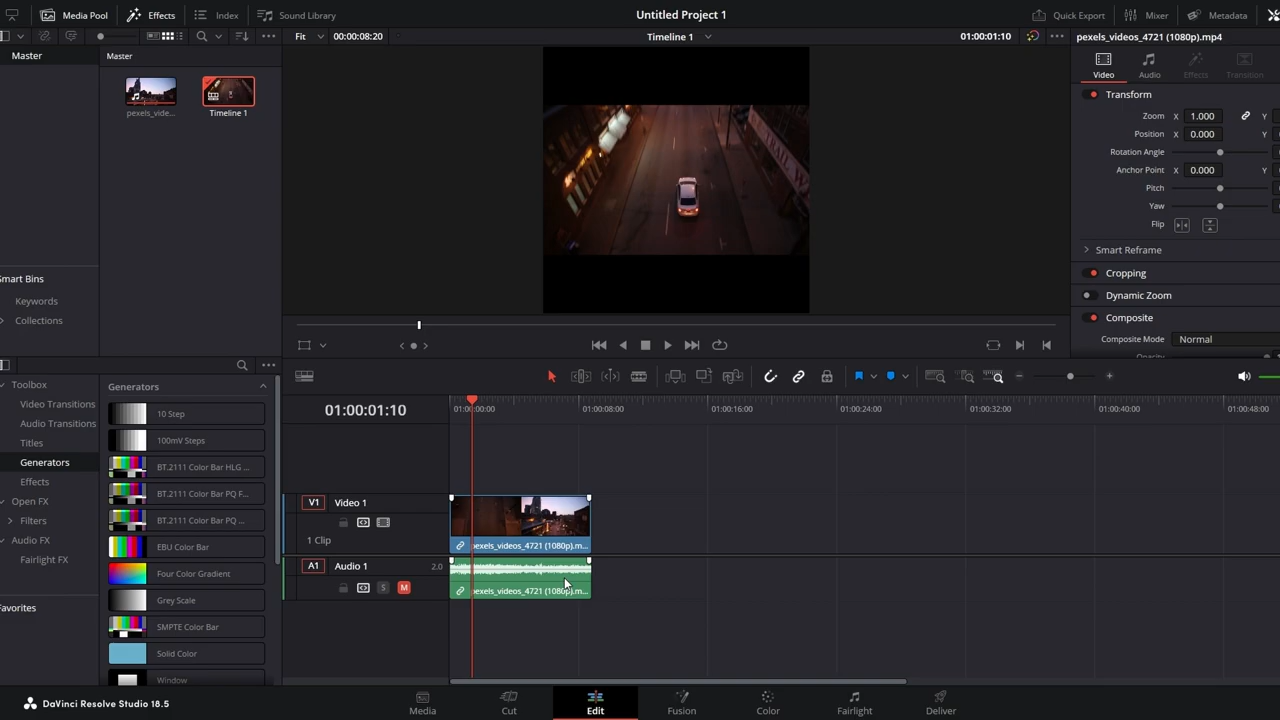 Media Pool Effects Index Sound Library Untitled Project 1 Quick Export Mixer Metadata
Fit 00:00:08:20 Timeline 1 01:00:01:10 pexels_videos_4721 (1080p).mp4
Master Master
pexels_vide... Timeline 1
Video Audio Effects Transition
Transform
Zoom X 1.000 Y
Position X 0.000 Y
Rotation Angle
Anchor Point X 0.000 Y
Pitch
Yaw
Flip
Smart Reframe
Cropping
Dynamic Zoom
Composite
Composite Mode Normal
Smart Bins
Keywords
Collections
Toolbox
Video Transitions
Audio Transitions
Titles
Generators
Effects
Open FX
Filters
Audio FX
Fairlight FX
Favorites
Generators
10 Step
100mV Steps
BT.2111 Color Bar HLG ...
BT.2111 Color Bar PQ F...
BT.2111 Color Bar PQ ...
EBU Color Bar
Four Color Gradient
Grey Scale
SMPTE Color Bar
Solid Color
Window
01:00:01:10 01:00:00:00 01:00:08:00 01:00:16:00 01:00:24:00 01:00:32:00 01:00:40:00 01:00:48:00
V1 Video 1
1 Clip
pexels_videos_4721 (1080p).m...
A1 Audio 1 2.0
S M
pexels_videos_4721 (1080p).m...
DaVinci Resolve Studio 18.5 Media Cut Edit Fusion Color Fairlight Deliver